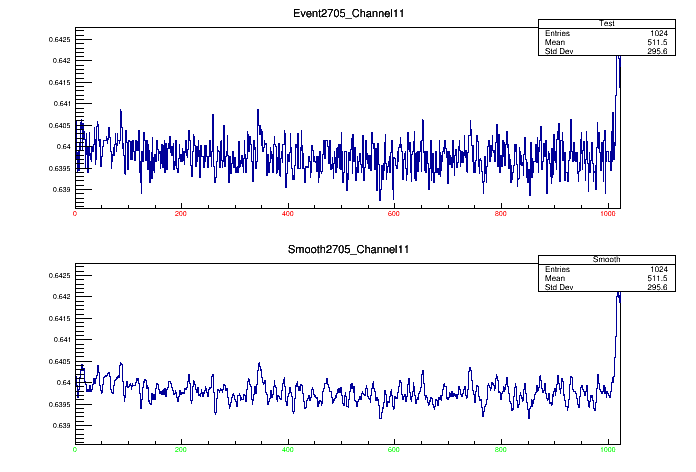 Event2705_Channel11
Test
Entries 1024
Mean 511.5
Std Dev 295.6
0.6425
0.642
0.6415
0.641
0.6405
0.64
0.6395
0.639
0 200 400 600 800 1000
Smooth2705_Channel11
Smooth
Entries 1024
Mean 511.5
Std Dev 295.6
0.6425
0.642
0.6415
0.641
0.6405
0.64
0.6395
0.639
0 200 400 600 800 1000